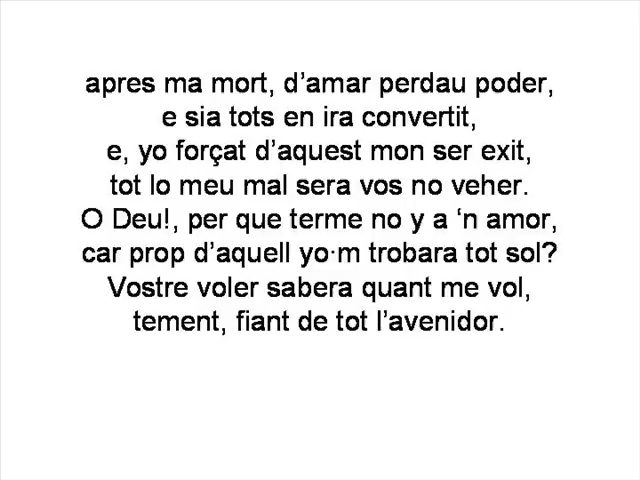 apres ma mort, d’amar perdau poder,
e sia tots en ira convertit,
e, yo forçat d’aquest mon ser exit,
tot lo meu mal sera vos no veher.
O Deu!, per que terme no y a ‘n amor,
car prop d’aquell yo·m trobara tot sol?
Vostre voler sabera quant me vol,
tement, fiant de tot l’avenidor.